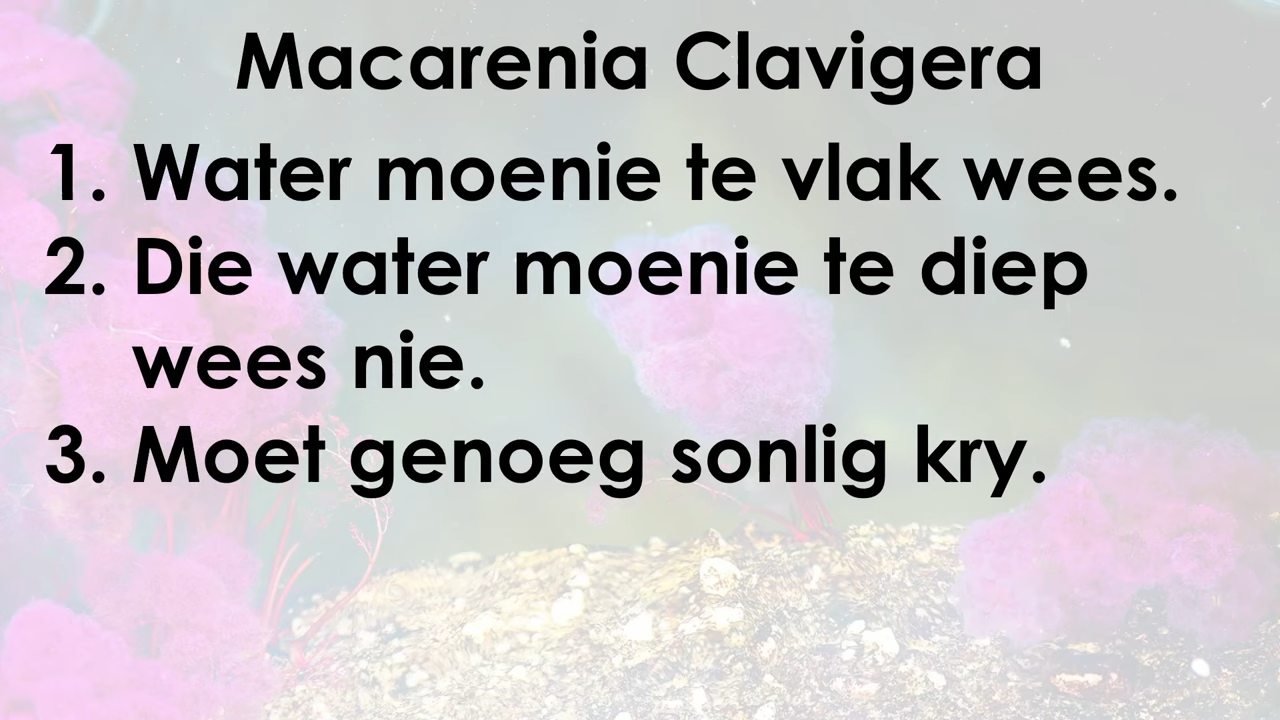 Macarenia Clavigera
1. Water moenie te vlak wees.
2. Die water moenie te diep
wees nie.
3. Moet genoeg sonlig kry.